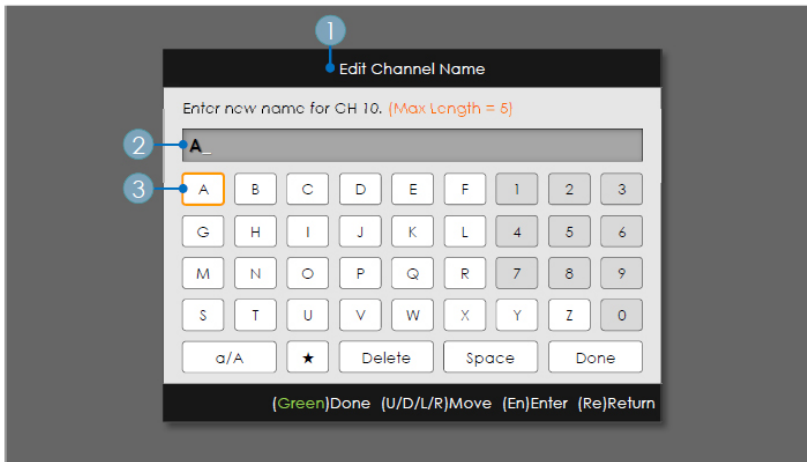 1
Edit Channel Name
Enter new name for CH 10. (Max Length = 5)
2 A_
3 A B C D E F 1 2 3
G H I J K L 4 5 6
M N O P Q R 7 8 9
S T U V W X Y Z 0
a/A ★ Delete Space Done
(Green)Done (U/D/L/R)Move (En)Enter (Re)Return